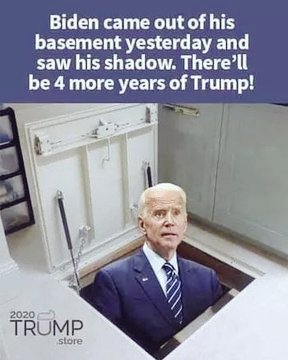 Biden came out of his
basement yesterday and
saw his shadow. There’ll
be 4 more years of Trump!
2020
TRUMP
.store